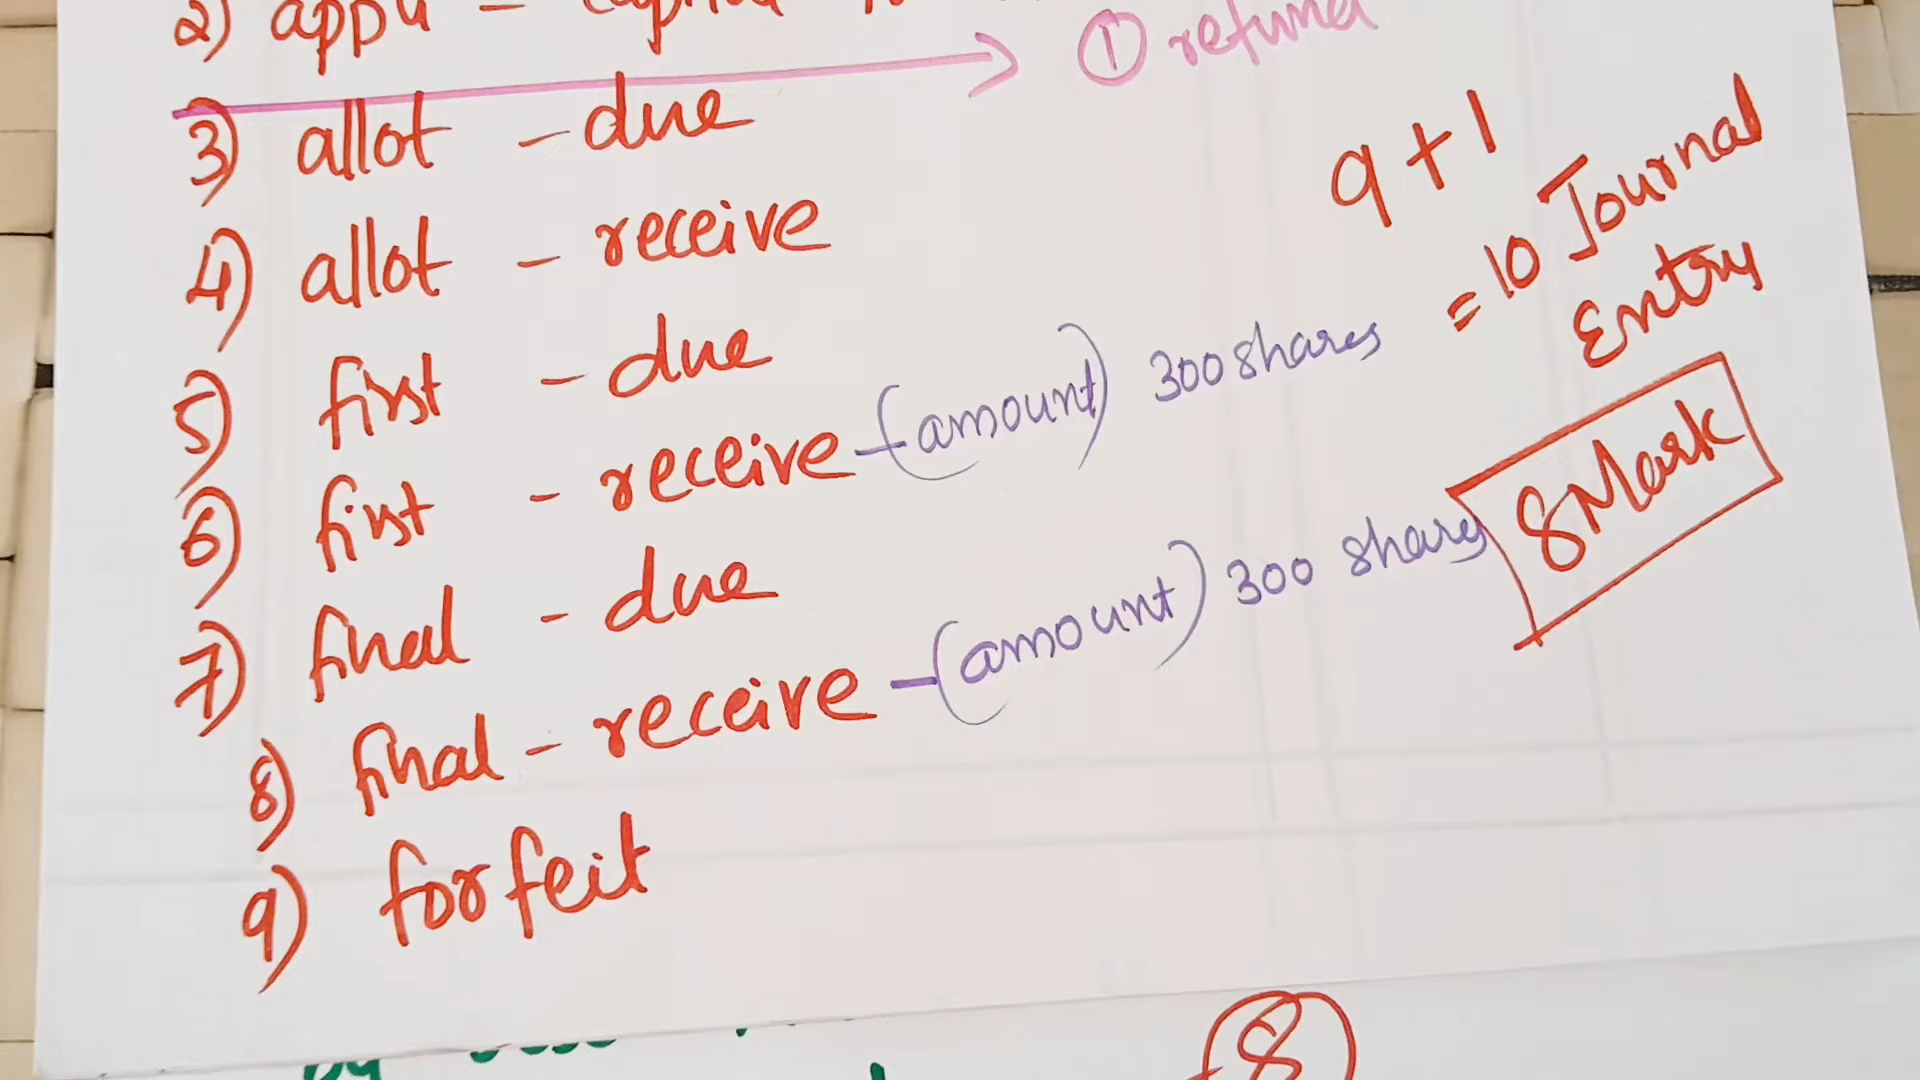 2) appli -
① refund
3) allot - due
4) allot - receive
5) first - due
6) first - receive - (amount) 300 shares
7) final - due
8) final - receive - (amount) 300 shares
9) forfeit
9 + 1
= 10 Journal
Entry
8 Mark
8